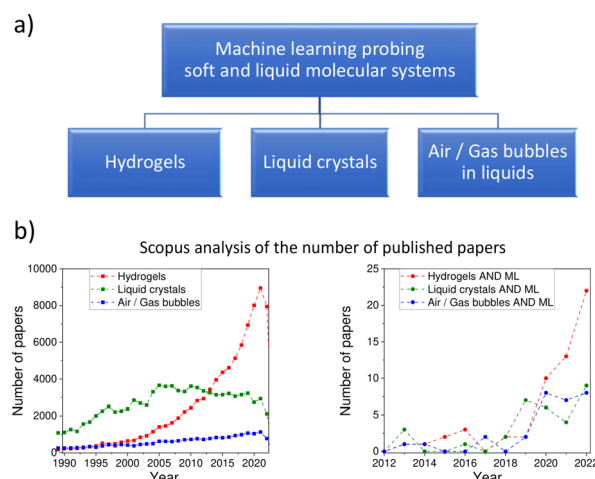 a)
Machine learning probing
soft and liquid molecular systems
Hydrogels
Liquid crystals
Air / Gas bubbles
in liquids
b)
Scopus analysis of the number of published papers
Number of papers
10000
8000
6000
4000
2000
0
Hydrogels
Liquid crystals
Air / Gas bubbles
1990 1995 2000 2005 2010 2015 2020
Year
Number of papers
25
20
15
10
5
0
Hydrogels AND ML
Liquid crystals AND ML
Air / Gas bubbles AND ML
2012 2014 2016 2018 2020 2022
Year